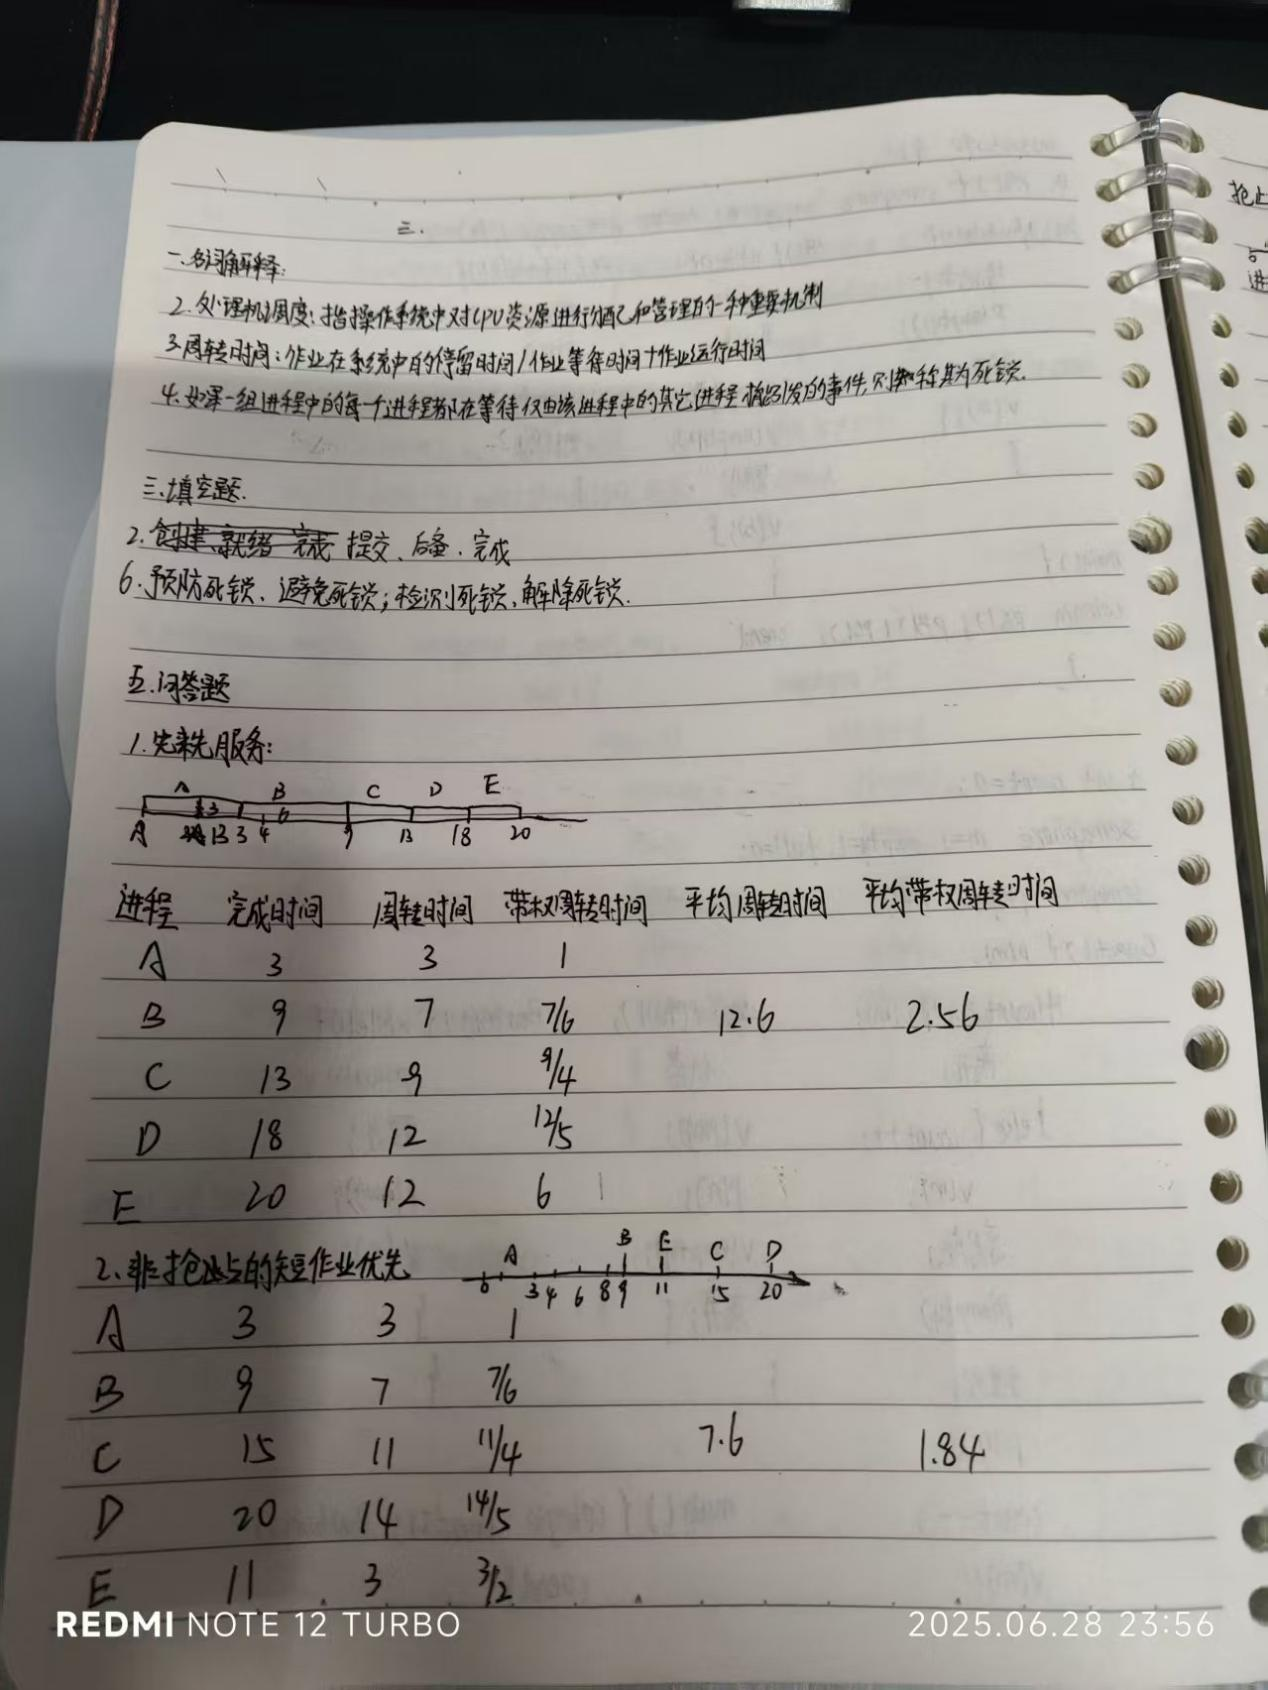 三.
一.名词解释:
2.处理机调度:指操作系统中对CPU资源进行分配和管理的一种重要机制
3.周转时间:作业在系统中的停留时间/作业等待时间+作业运行时间
4.如果一组进程中的每一个进程都在等待仅由该进程中的其它进程 引发的事件,则 称其为死锁.
三.填空题.
2.创建、就绪 完成 提交、后备.完成
6.预防死锁、避免死锁;检测死锁、解除死锁.
五.问答题
1.先来先服务:
A B C D E
3 6
A 13 3 4 9 13 18 20
进程 完成时间 周转时间 带权周转时间 平均周转时间 平均带权周转时间
A 3 3 1
B 9 7 7/6 12.6 2.56
C 13 9 9/4
D 18 12 12/5
E 20 12 6
2.非抢占的短作业优先 A B E C D
0 3 4 6 8 9 11 15 20
A 3 3 1
B 9 7 7/6
C 15 11 11/4 7.6 1.84
D 20 14 14/5
E 11 3 3/2
抢占
进
REDMI NOTE 12 TURBO
2025.06.28 23:56